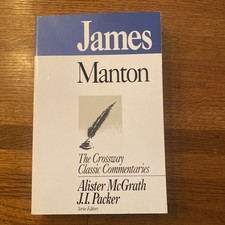 James
Manton
The Crossway
Classic Commentaries
Alister McGrath
J.I. Packer
Series Editors